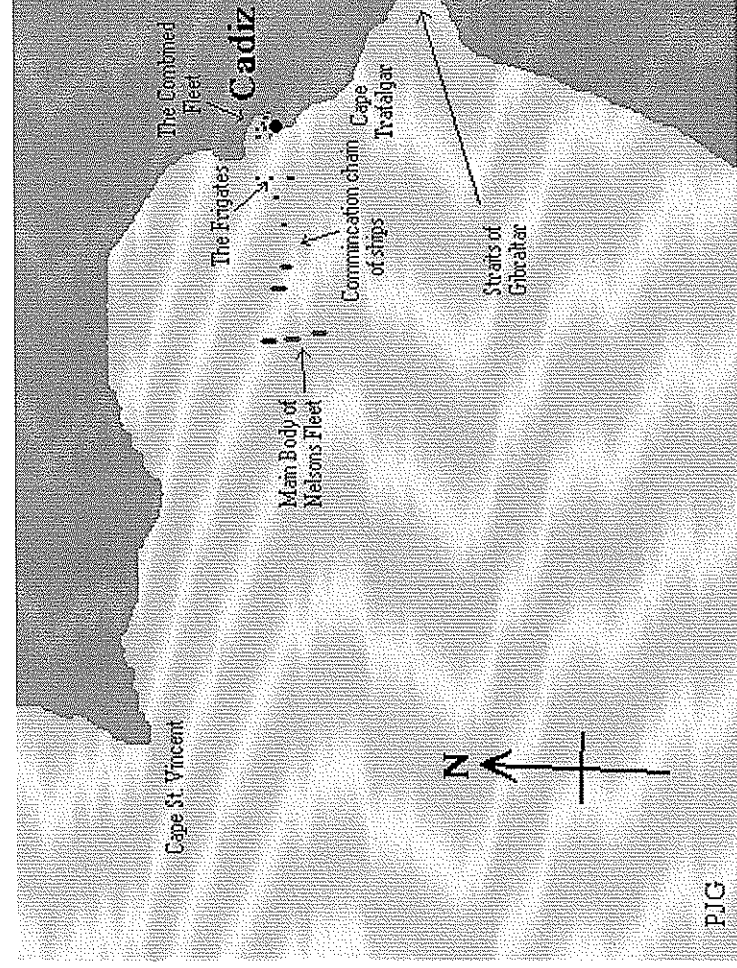 The Combined
Fleet
Cadiz
The Frigates
Cape
Trafalgar
Communication chain
of ships
Straits of
Gibraltar
Main Body of
Nelsons Fleet
Cape St. Vincent
N
PJG